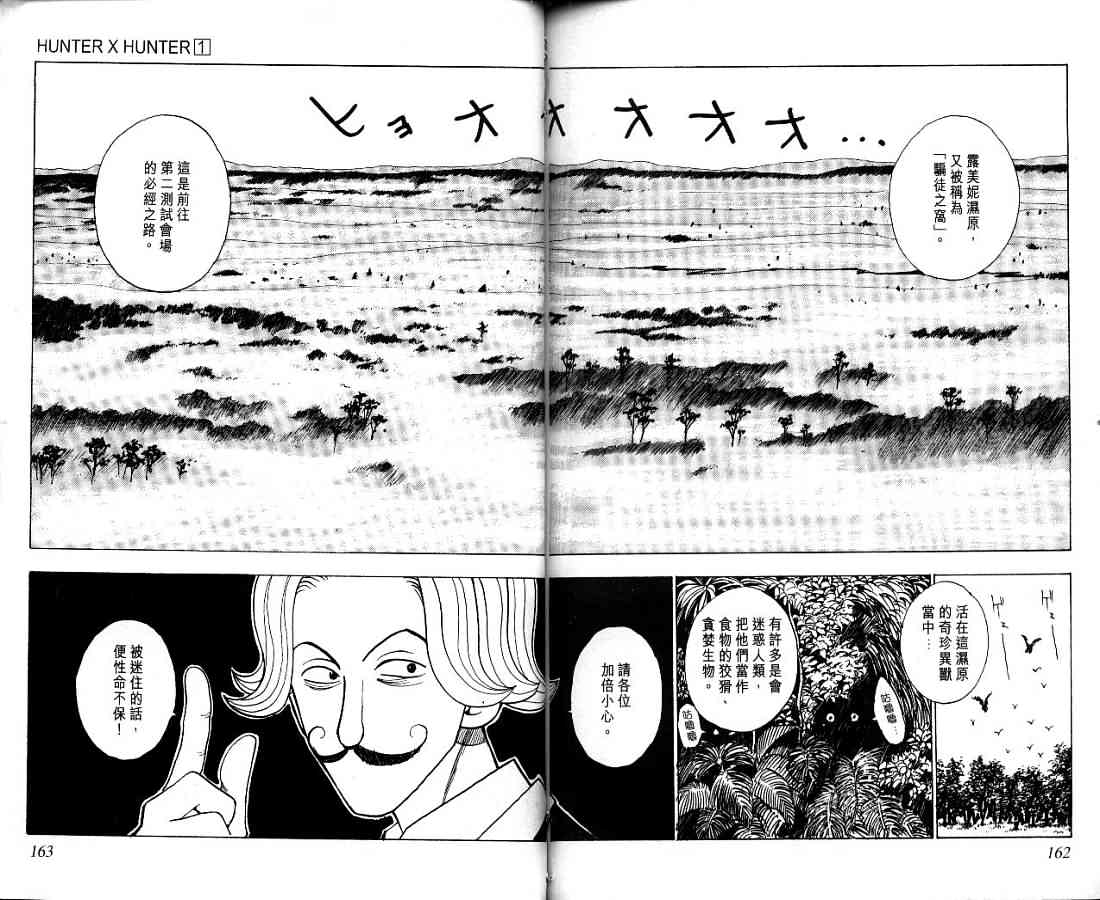 HUNTER X HUNTER 1
ヒョオオオオオ…
露美妮濕原，
又被稱為
「騙徒之窩」。
這是前往
第二測試會場
的必經之路。
活在這濕原
的奇珍異獸
當中…
有許多是會
迷惑人類，
把他們當作
食物的狡猾、
貪婪生物。
咕嚕嚕…
咕嚕嚕
請各位
加倍小心。
被迷住的話，
便性命不保！
163
162